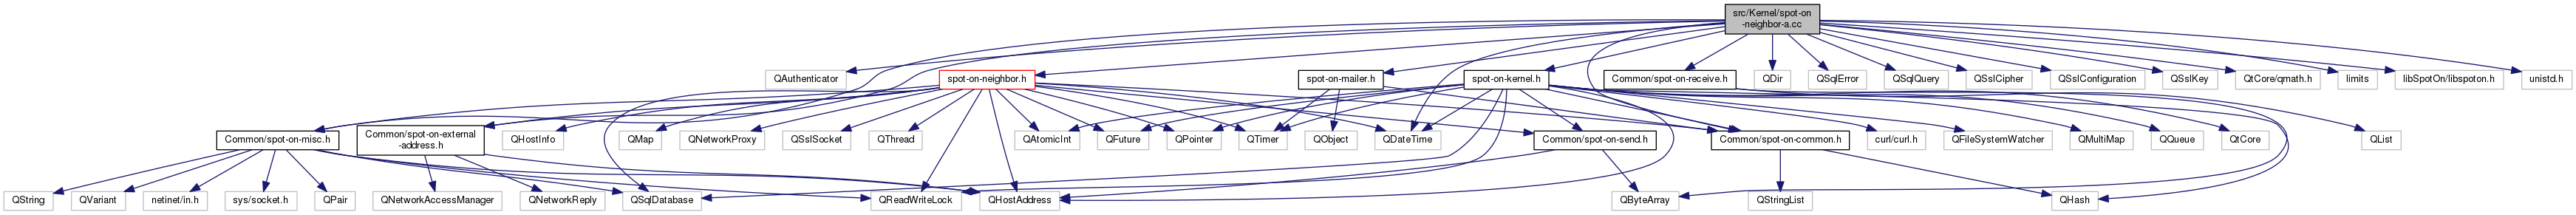 src/Kernel/spot-on
-neighbor-a.cc
QAuthenticator
spot-on-neighbor.h
spot-on-mailer.h
spot-on-kernel.h
Common/spot-on-receive.h
QDir
QSqlError
QSqlQuery
QSslCipher
QSslConfiguration
QSslKey
QtCore/qmath.h
limits
libSpotOn/libspoton.h
unistd.h
Common/spot-on-misc.h
Common/spot-on-external
-address.h
QHostInfo
QMap
QNetworkProxy
QSslSocket
QThread
QAtomicInt
QFuture
QPointer
QTimer
QObject
QDateTime
Common/spot-on-send.h
Common/spot-on-common.h
curl/curl.h
QFileSystemWatcher
QMultiMap
QQueue
QtCore
QList
QString
QVariant
netinet/in.h
sys/socket.h
QPair
QNetworkAccessManager
QNetworkReply
QSqlDatabase
QReadWriteLock
QHostAddress
QByteArray
QStringList
QHash